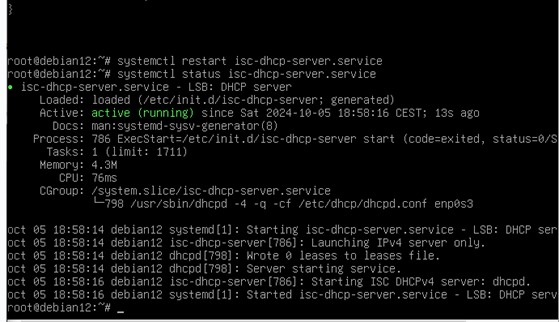 }
root@debian12:~# systemctl restart isc-dhcp-server.service
root@debian12:~# systemctl status isc-dhcp-server.service
● isc-dhcp-server.service - LSB: DHCP server
Loaded: loaded (/etc/init.d/isc-dhcp-server; generated)
Active: active (running) since Sat 2024-10-05 18:58:16 CEST; 13s ago
Docs: man:systemd-sysv-generator(8)
Process: 786 ExecStart=/etc/init.d/isc-dhcp-server start (code=exited, status=0/S
Tasks: 1 (limit: 1711)
Memory: 4.3M
CPU: 76ms
CGroup: /system.slice/isc-dhcp-server.service
└─798 /usr/sbin/dhcpd -4 -q -cf /etc/dhcp/dhcpd.conf enp0s3
oct 05 18:58:14 debian12 systemd[1]: Starting isc-dhcp-server.service - LSB: DHCP ser
oct 05 18:58:14 debian12 isc-dhcp-server[786]: Launching IPv4 server only.
oct 05 18:58:14 debian12 dhcpd[798]: Wrote 0 leases to leases file.
oct 05 18:58:14 debian12 dhcpd[798]: Server starting service.
oct 05 18:58:16 debian12 isc-dhcp-server[786]: Starting ISC DHCPv4 server: dhcpd.
oct 05 18:58:16 debian12 systemd[1]: Started isc-dhcp-server.service - LSB: DHCP serv
root@debian12:~# _